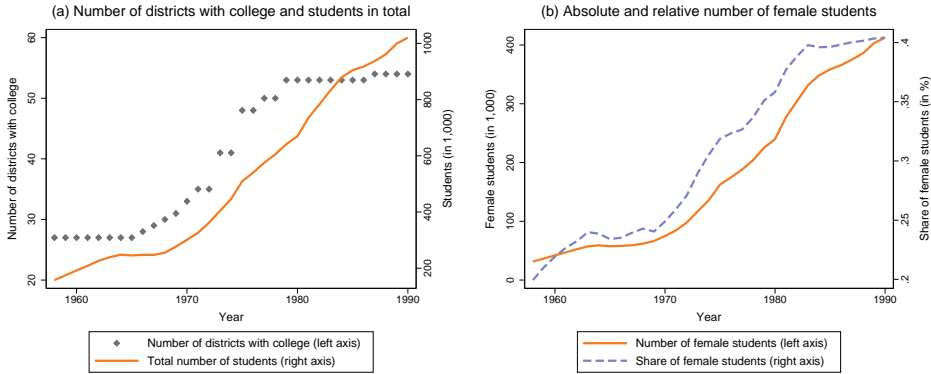 (a) Number of districts with college and students in total
Number of districts with college
60
50
40
30
20
1000
800
600
400
200
Students (in 1,000)
1960 1970 1980 1990
Year
Number of districts with college (left axis)
Total number of students (right axis)
(b) Absolute and relative number of female students
Female students (in 1,000)
400
300
200
100
0
.4
.35
.3
.25
.2
Share of female students (in %)
1960 1970 1980 1990
Year
Number of female students (left axis)
Share of female students (right axis)